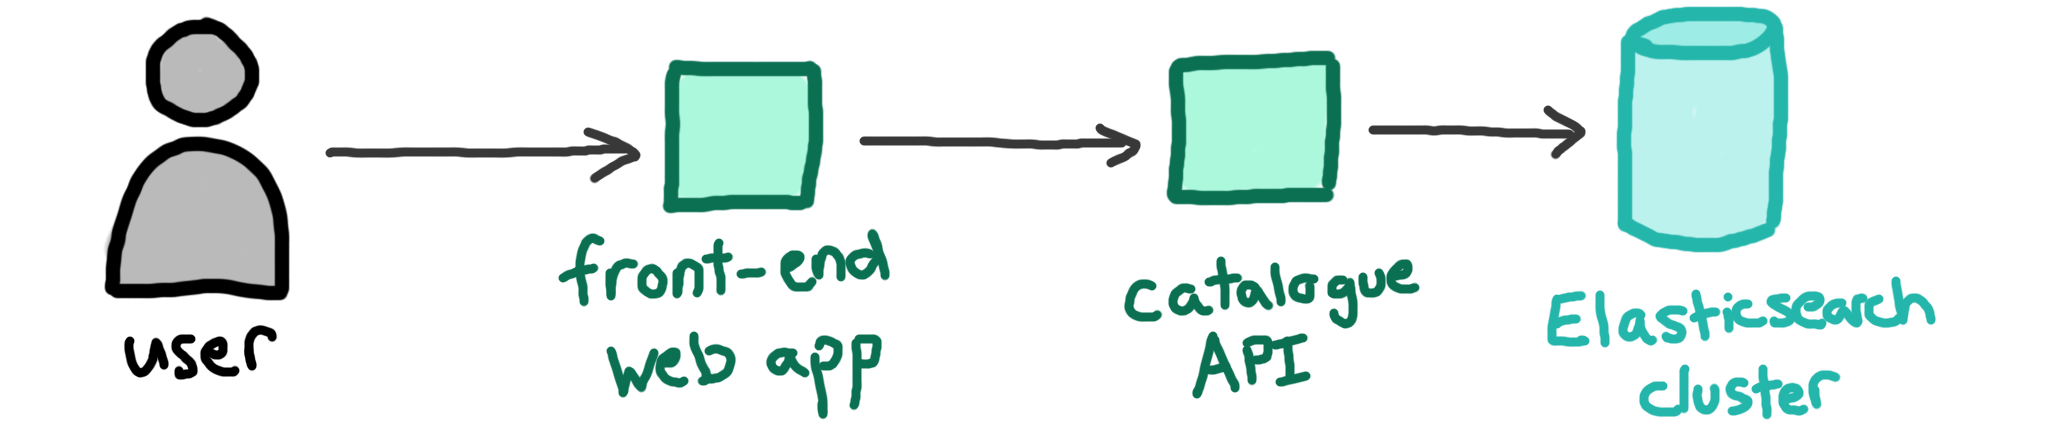 user
front-end
web app
catalogue
API
Elasticsearch
cluster